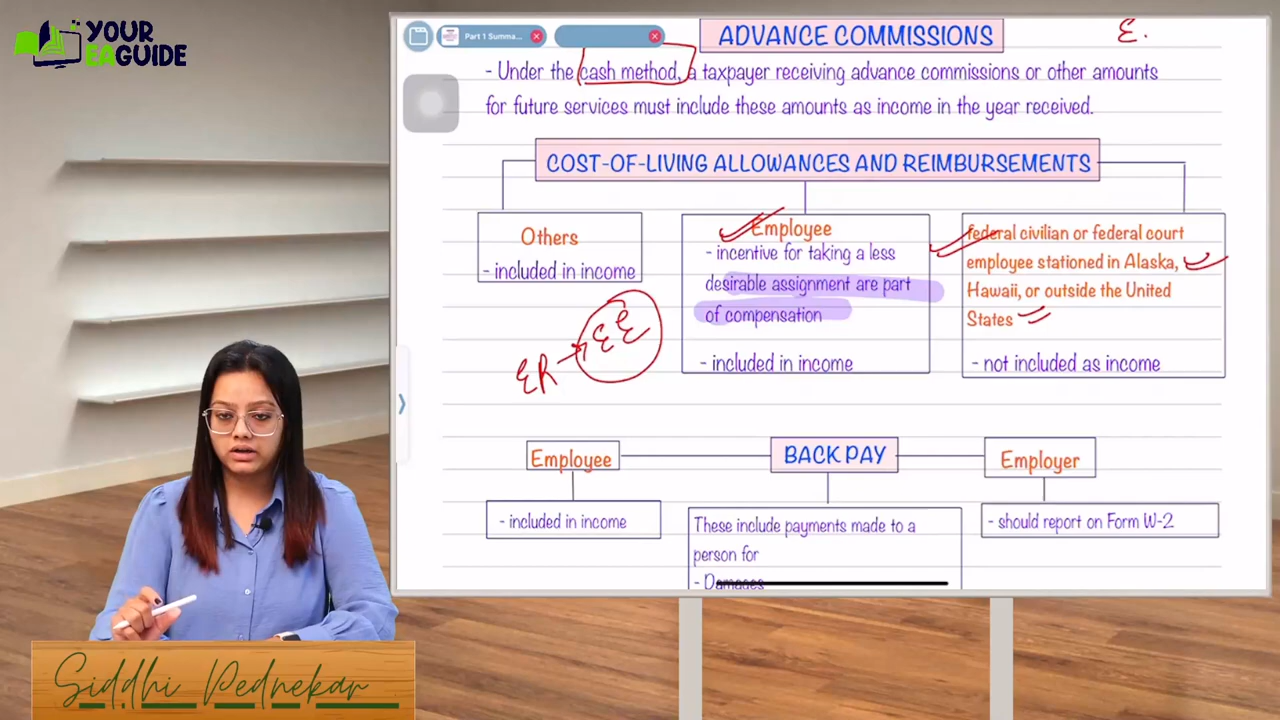 YOUR
EAGUIDE
Part 1 Summa...
ADVANCE COMMISSIONS
E.
- Under the cash method, a taxpayer receiving advance commissions or other amounts
for future services must include these amounts as income in the year received.
COST-OF-LIVING ALLOWANCES AND REIMBURSEMENTS
Others
- included in income
Employee
- incentive for taking a less
desirable assignment are part
of compensation
- included in income
federal civilian or federal court
employee stationed in Alaska,
Hawaii, or outside the United
States
- not included as income
ER → EE
BACK PAY
Employee
- included in income
These include payments made to a
person for
- Damages
Employer
- should report on Form W-2
Siddhi Pednekar